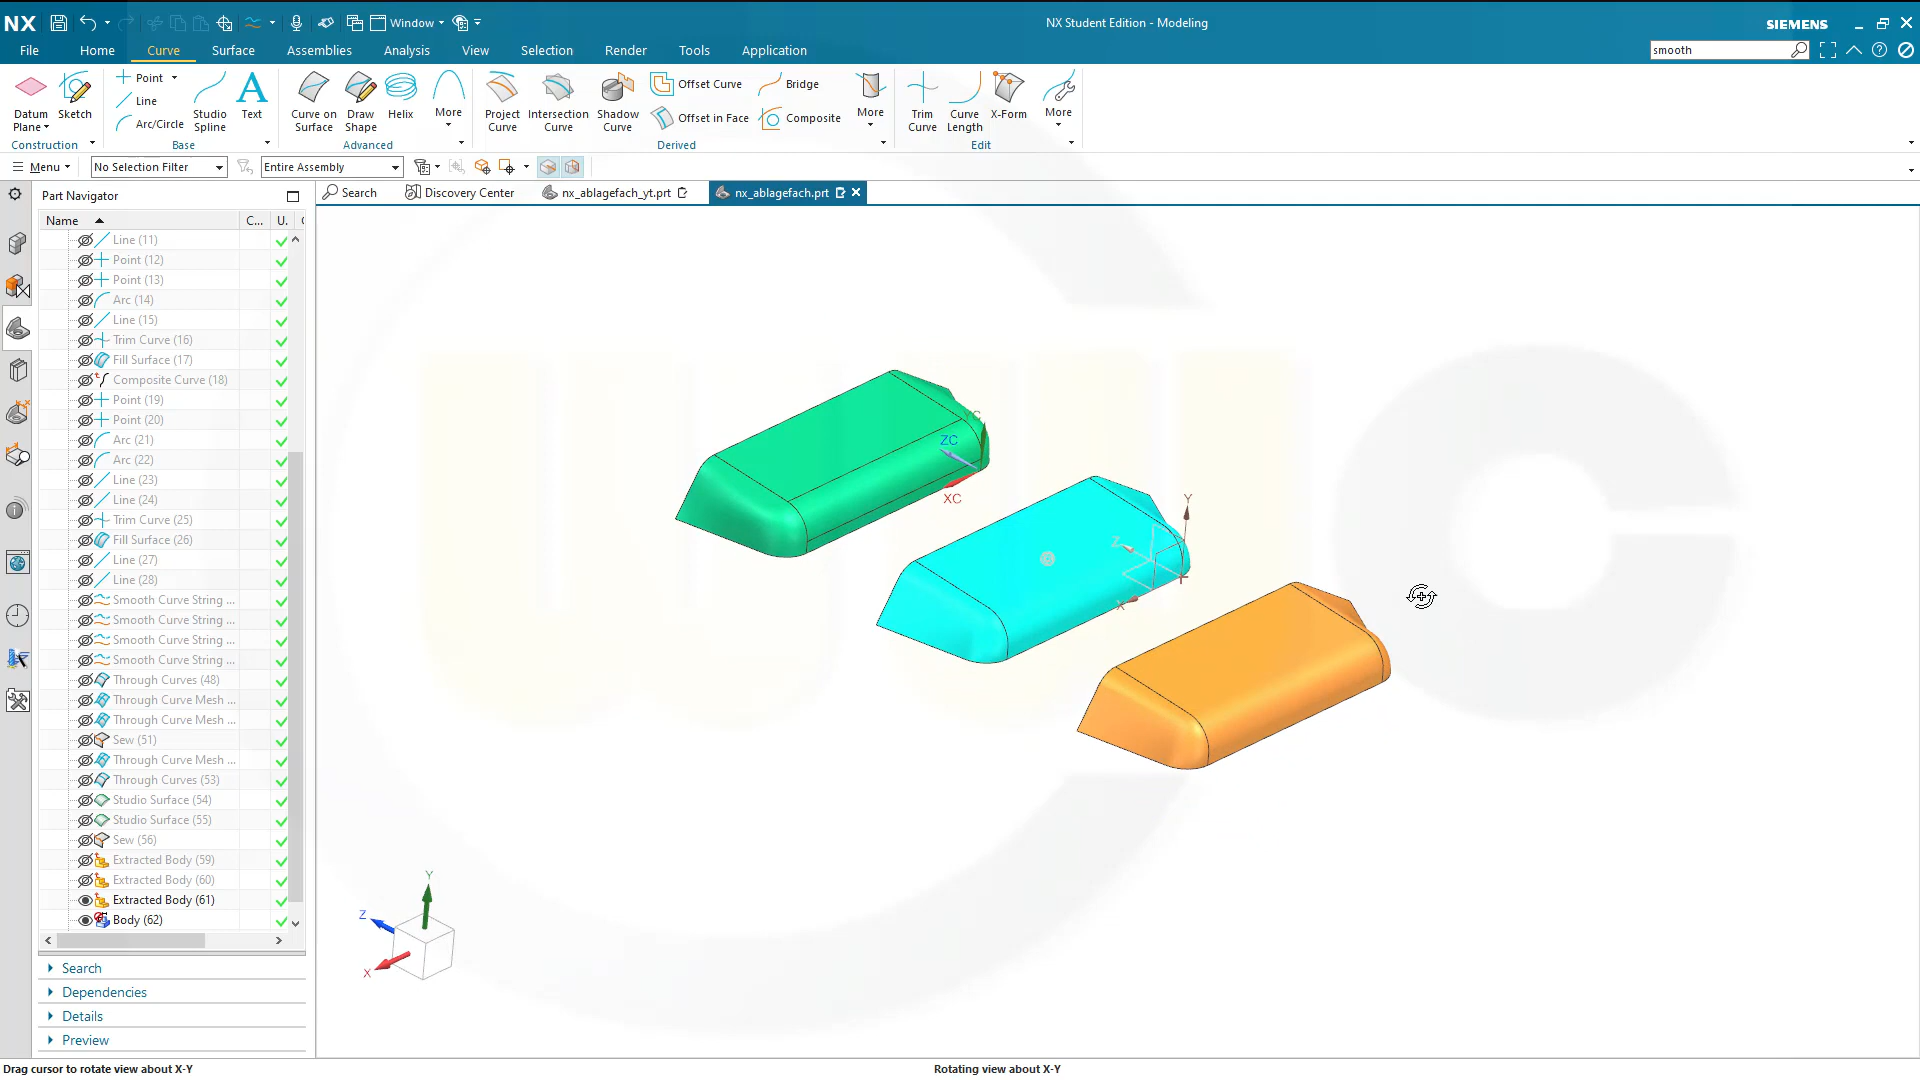 NX
Window
NX Student Edition - Modeling
SIEMENS
File
Home
Curve
Surface
Assemblies
Analysis
View
Selection
Render
Tools
Application
smooth
Datum Plane
Sketch
Point
Line
Arc/Circle
Studio Spline
Text
Curve on Surface
Draw Shape
Helix
More
Project Curve
Intersection Curve
Shadow Curve
Offset Curve
Offset in Face
Bridge
Composite
More
Trim Curve
Curve Length
X-Form
More
Construction
Base
Advanced
Derived
Edit
Menu
No Selection Filter
Entire Assembly
Part Navigator
Search
Discovery Center
nx_ablagefach_yt.prt
nx_ablagefach.prt
Name
C...
U.
Line (11)
Point (12)
Point (13)
Arc (14)
Line (15)
Trim Curve (16)
Fill Surface (17)
Composite Curve (18)
Point (19)
Point (20)
Arc (21)
Arc (22)
Line (23)
Line (24)
Trim Curve (25)
Fill Surface (26)
Line (27)
Line (28)
Smooth Curve String ...
Smooth Curve String ...
Smooth Curve String ...
Smooth Curve String ...
Through Curves (48)
Through Curve Mesh ...
Through Curve Mesh ...
Sew (51)
Through Curve Mesh ...
Through Curves (53)
Studio Surface (54)
Studio Surface (55)
Sew (56)
Extracted Body (59)
Extracted Body (60)
Extracted Body (61)
Body (62)
Search
Dependencies
Details
Preview
YC
ZC
XC
Y
Z
X
Y
Z
X
Drag cursor to rotate view about X-Y
Rotating view about X-Y